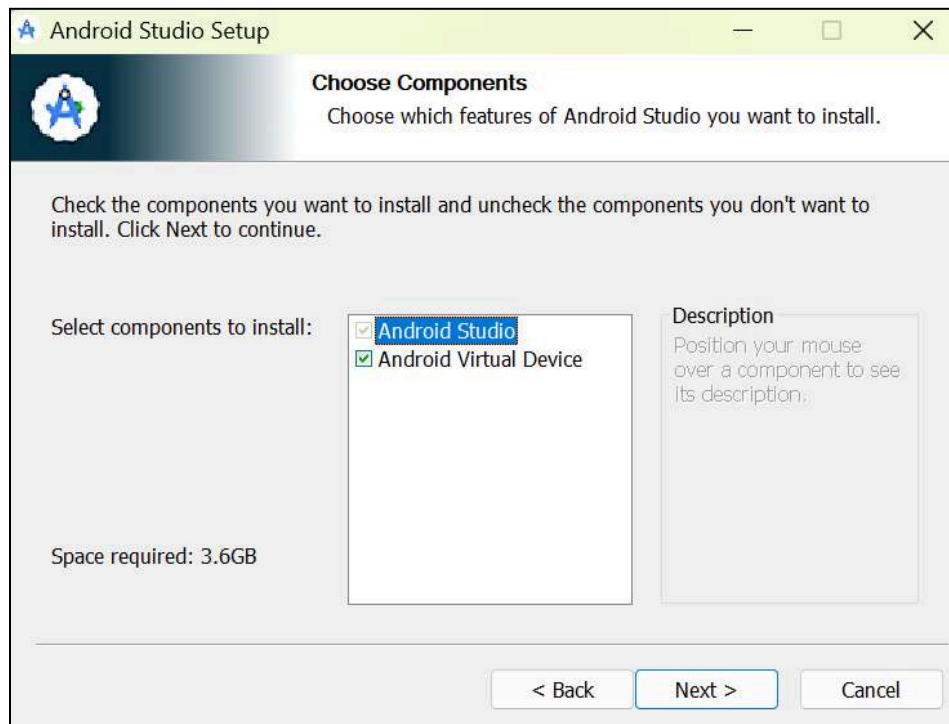 Android Studio Setup
Choose Components
Choose which features of Android Studio you want to install.
Check the components you want to install and uncheck the components you don't want to
install. Click Next to continue.
Select components to install:
Android Studio
Android Virtual Device
Description
Position your mouse
over a component to see
its description.
Space required: 3.6GB
< Back
Next >
Cancel